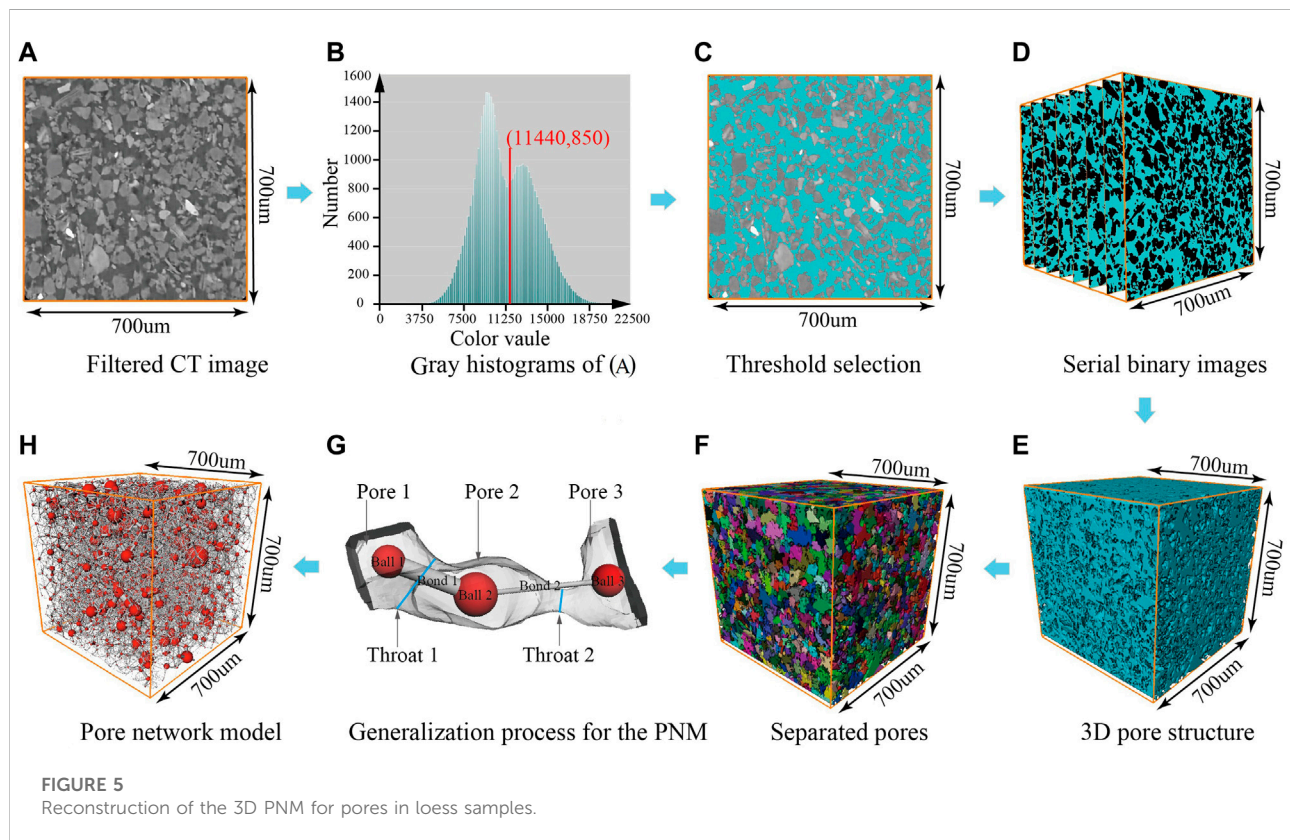 A
B
C
D
1600
1400
1200
1000
800
600
400
200
0
Number
(11440,850)
0 3750 7500 11250 15000 18750 22500
Color vaule
700um
700um
700um
700um
700um
700um
Filtered CT image
Gray histograms of (A)
Threshold selection
Serial binary images
H
G
F
E
700um
700um
700um
Pore 1
Pore 2
Pore 3
Ball 1
Bond 1
Ball 2
Bond 2
Ball 3
Throat 1
Throat 2
700um
700um
700um
700um
700um
700um
Pore network model
Generalization process for the PNM
Separated pores
3D pore structure
FIGURE 5
Reconstruction of the 3D PNM for pores in loess samples.